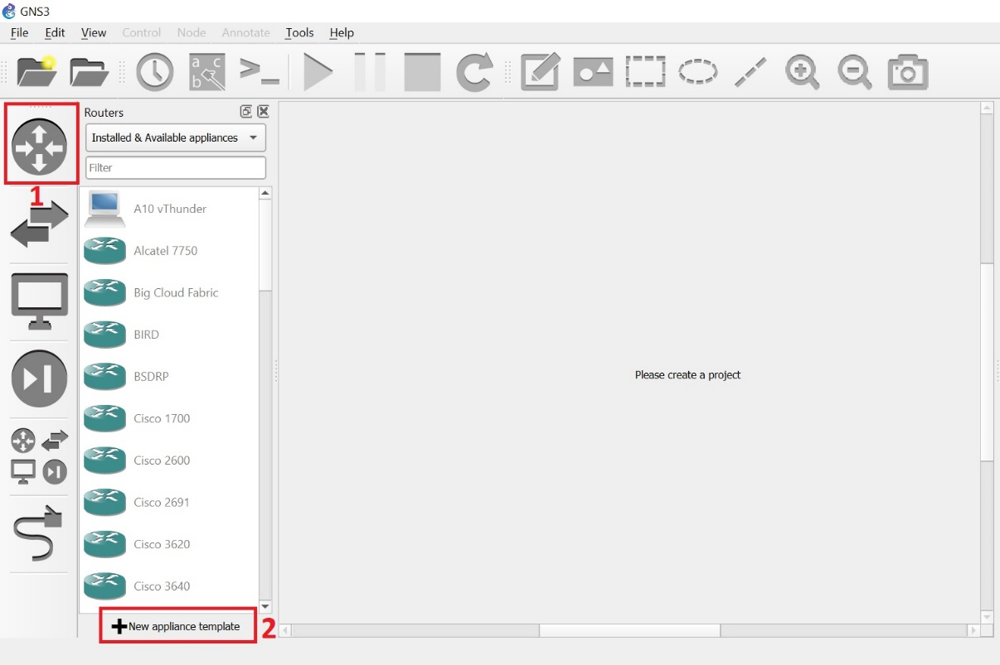 GNS3
File Edit View Control Node Annotate Tools Help
a c
b
Routers
Installed & Available appliances
Filter
1
A10 vThunder
Alcatel 7750
Big Cloud Fabric
BIRD
BSDRP
Cisco 1700
Cisco 2600
Cisco 2691
Cisco 3620
Cisco 3640
New appliance template 2
Please create a project